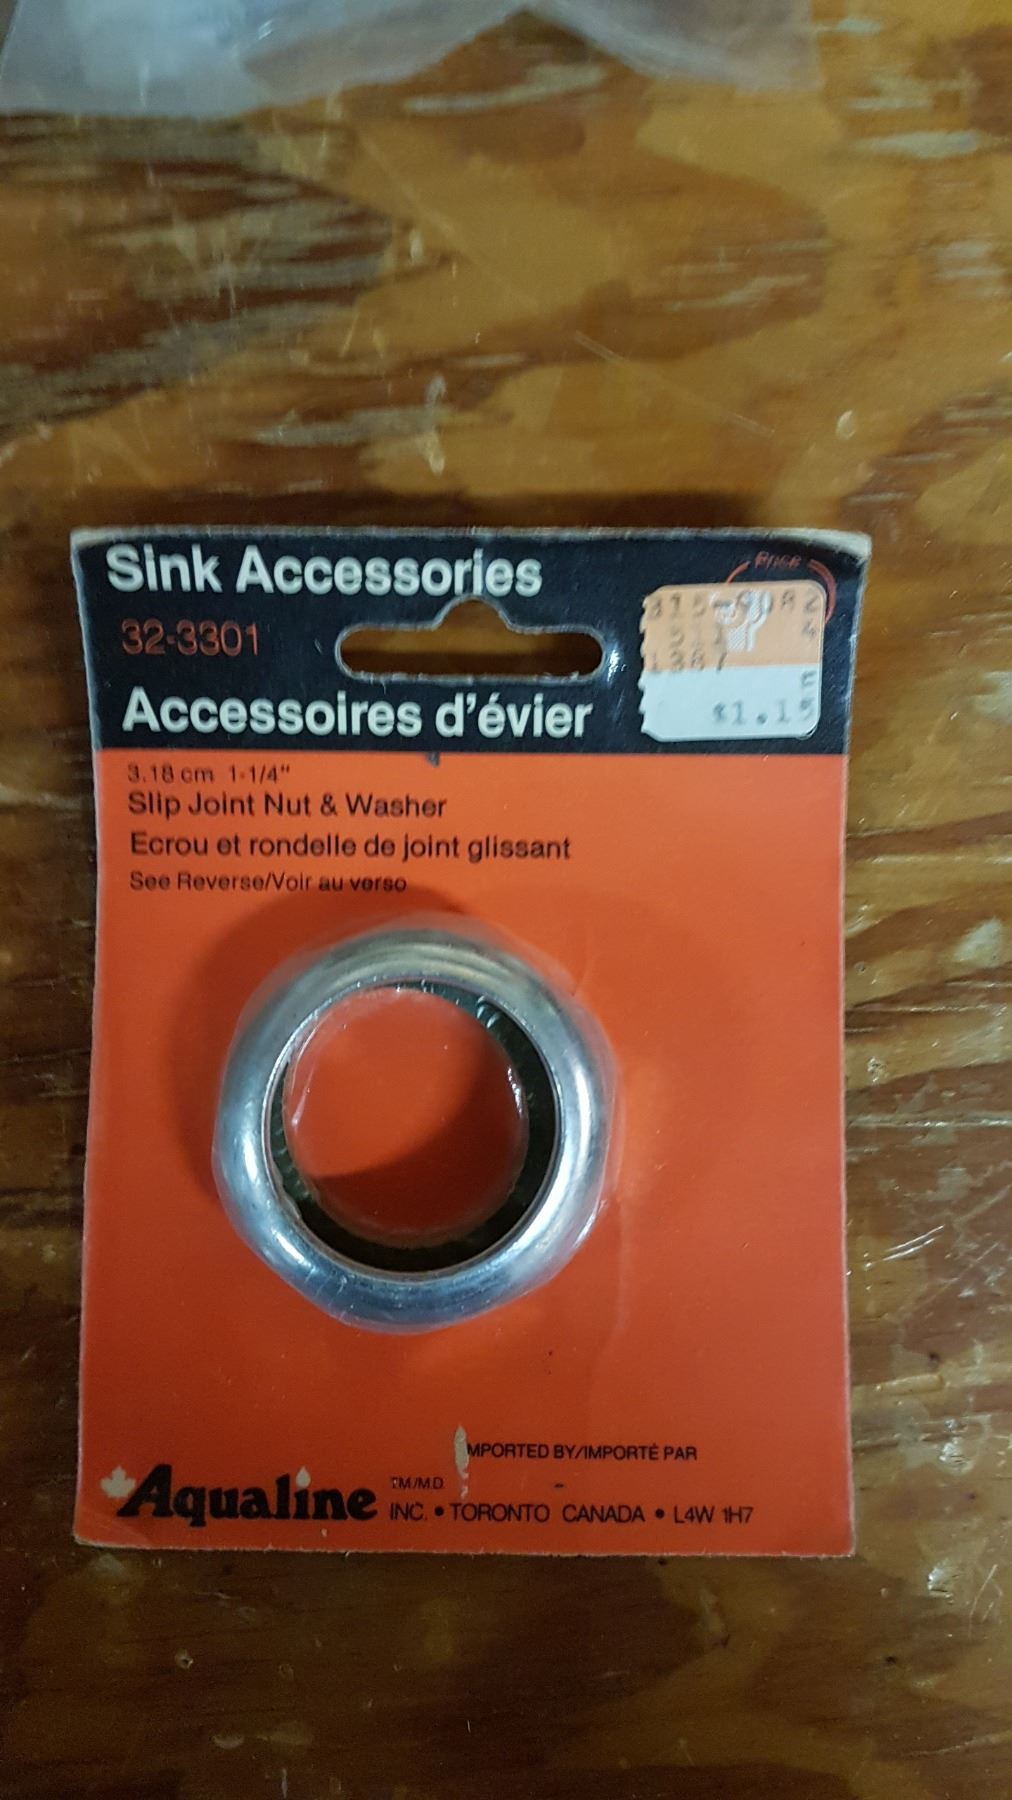 Sink Accessories
32-3301
Accessoires d'évier
Price
$1.15
3.18 cm 1-1/4"
Slip Joint Nut & Washer
Ecrou et rondelle de joint glissant
See Reverse/Voir au verso
MPORTED BY/IMPORTÉ PAR
Aqualine TM/M.D.
INC. • TORONTO CANADA • L4W 1H7